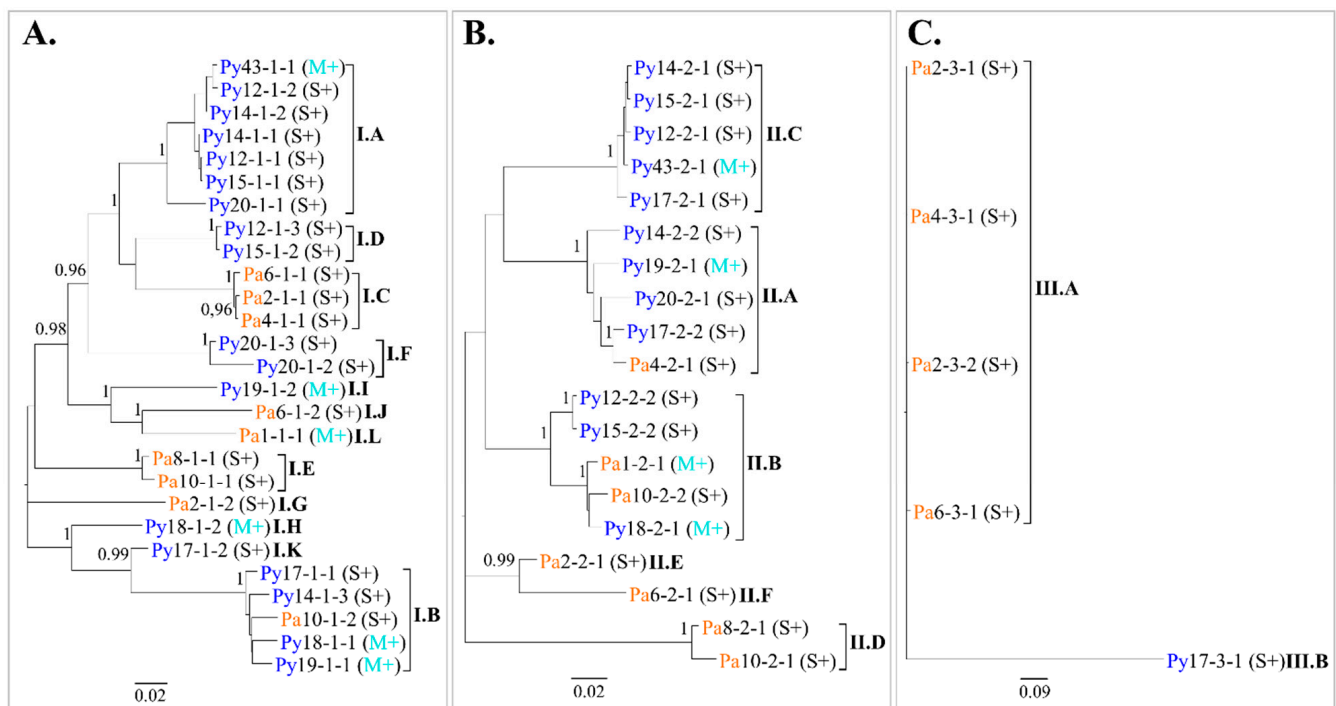 A.
Py43-1-1 (M+)
Py12-1-2 (S+)
Py14-1-2 (S+)
Py14-1-1 (S+)
Py12-1-1 (S+)
Py15-1-1 (S+)
Py20-1-1 (S+)
I.A
1
1
Py12-1-3 (S+)
Py15-1-2 (S+)
I.D
1
Pa6-1-1 (S+)
Pa2-1-1 (S+)
Pa4-1-1 (S+)
I.C
1
0,96
0.96
Py20-1-3 (S+)
Py20-1-2 (S+)
I.F
1
0.98
Py19-1-2 (M+) I.I
Pa6-1-2 (S+) I.J
Pa1-1-1 (M+) I.L
1
1
Pa8-1-1 (S+)
Pa10-1-1 (S+)
I.E
1
Pa2-1-2 (S+) I.G
Py18-1-2 (M+) I.H
Py17-1-2 (S+) I.K
1
0.99
Py17-1-1 (S+)
Py14-1-3 (S+)
Pa10-1-2 (S+)
Py18-1-1 (M+)
Py19-1-1 (M+)
I.B
1
0.02
B.
Py14-2-1 (S+)
Py15-2-1 (S+)
Py12-2-1 (S+)
Py43-2-1 (M+)
Py17-2-1 (S+)
II.C
1
Py14-2-2 (S+)
Py19-2-1 (M+)
Py20-2-1 (S+)
Py17-2-2 (S+)
Pa4-2-1 (S+)
II.A
1
1
Py12-2-2 (S+)
Py15-2-2 (S+)
Pa1-2-1 (M+)
Pa10-2-2 (S+)
Py18-2-1 (M+)
II.B
1
1
1
Pa2-2-1 (S+) II.E
Pa6-2-1 (S+) II.F
0.99
Pa8-2-1 (S+)
Pa10-2-1 (S+)
II.D
1
0.02
C.
Pa2-3-1 (S+)
Pa4-3-1 (S+)
Pa2-3-2 (S+)
Pa6-3-1 (S+)
III.A
Py17-3-1 (S+) III.B
0.09